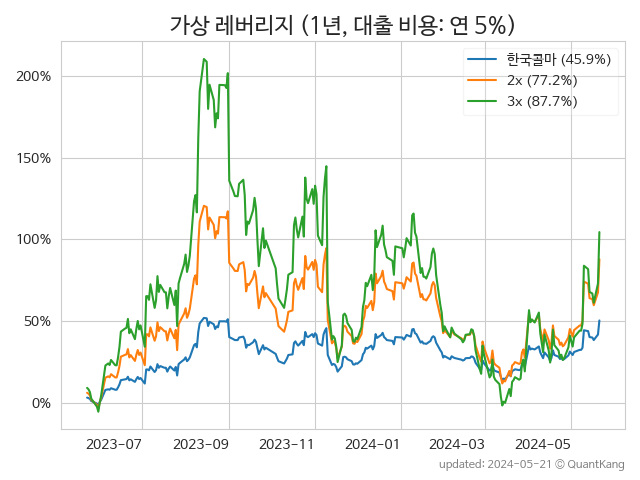 가상 레버리지 (1년, 대출 비용: 연 5%)
한국콜마 (45.9%)
2x (77.2%)
3x (87.7%)
200%
150%
100%
50%
0%
2023-07
2023-09
2023-11
2024-01
2024-03
2024-05
updated: 2024-05-21 © QuantKang